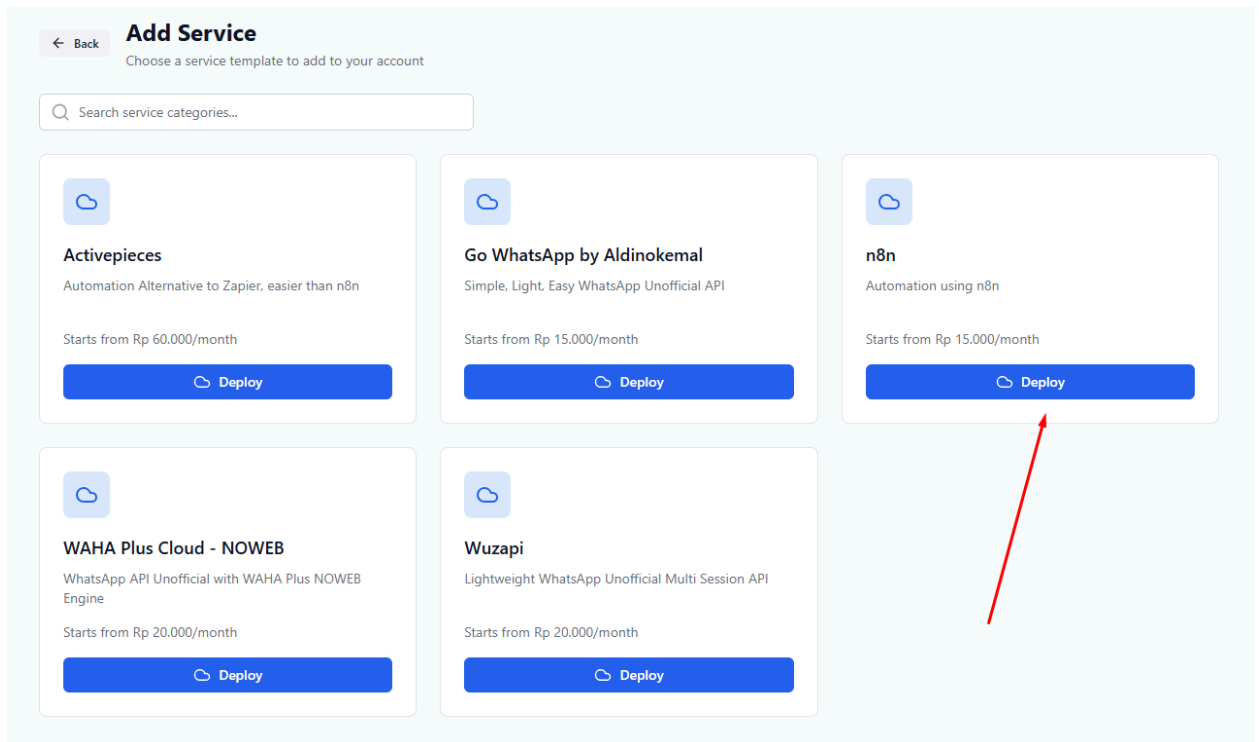 Back
Add Service
Choose a service template to add to your account
Search service categories...
Activepieces
Automation Alternative to Zapier, easier than n8n
Starts from Rp 60.000/month
Deploy
Go WhatsApp by Aldinokemal
Simple, Light, Easy WhatsApp Unofficial API
Starts from Rp 15.000/month
Deploy
n8n
Automation using n8n
Starts from Rp 15.000/month
Deploy
WAHA Plus Cloud - NOWEB
WhatsApp API Unofficial with WAHA Plus NOWEB
Engine
Starts from Rp 20.000/month
Deploy
Wuzapi
Lightweight WhatsApp Unofficial Multi Session API
Starts from Rp 20.000/month
Deploy